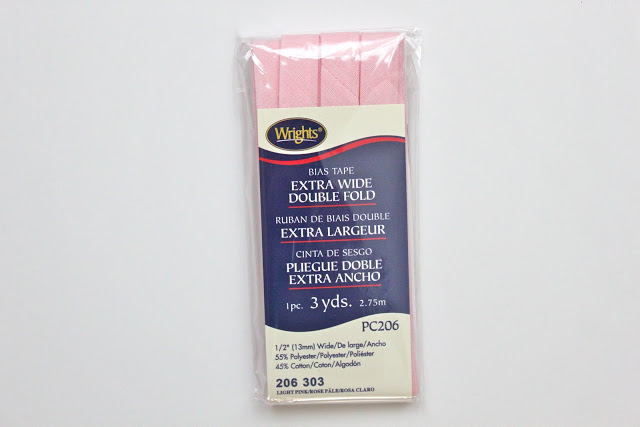 Wrights®
BIAS TAPE
EXTRA WIDE
DOUBLE FOLD
RUBAN DE BIAIS DOUBLE
EXTRA LARGEUR
CINTA DE SESGO
PLIEGUE DOBLE
EXTRA ANCHO
1pc. 3 yds. 2.75m
PC206
1/2" (13mm) Wide/De large/Ancho
55% Polyester/Polyester/Poliéster
45% Cotton/Coton/Algodón
206 303
LIGHT PINK/ROSE PÂLE/ROSA CLARO